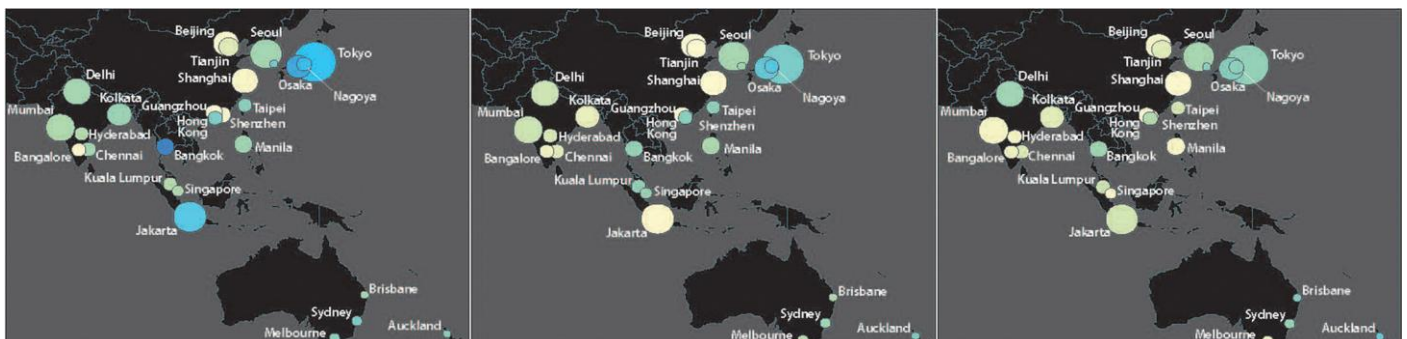 Beijing
Seoul
Tianjin
Tokyo
Shanghai
Osaka
Nagoya
Delhi
Kolkata
Guangzhou
Taipei
Mumbai
Hong
Kong
Shenzhen
Hyderabad
Bangalore
Chennai
Bangkok
Manila
Kuala Lumpur
Singapore
Jakarta
Brisbane
Sydney
Auckland
Melbourne
Beijing
Seoul
Tianjin
Tokyo
Shanghai
Osaka
Nagoya
Delhi
Kolkata
Guangzhou
Taipei
Mumbai
Hong
Kong
Shenzhen
Hyderabad
Bangalore
Chennai
Bangkok
Manila
Kuala Lumpur
Singapore
Jakarta
Brisbane
Sydney
Auckland
Melbourne
Beijing
Seoul
Tianjin
Tokyo
Shanghai
Osaka
Nagoya
Delhi
Kolkata
Guangzhou
Taipei
Mumbai
Hong
Kong
Shenzhen
Hyderabad
Bangalore
Chennai
Bangkok
Manila
Kuala Lumpur
Singapore
Jakarta
Brisbane
Sydney
Auckland
Melbourne